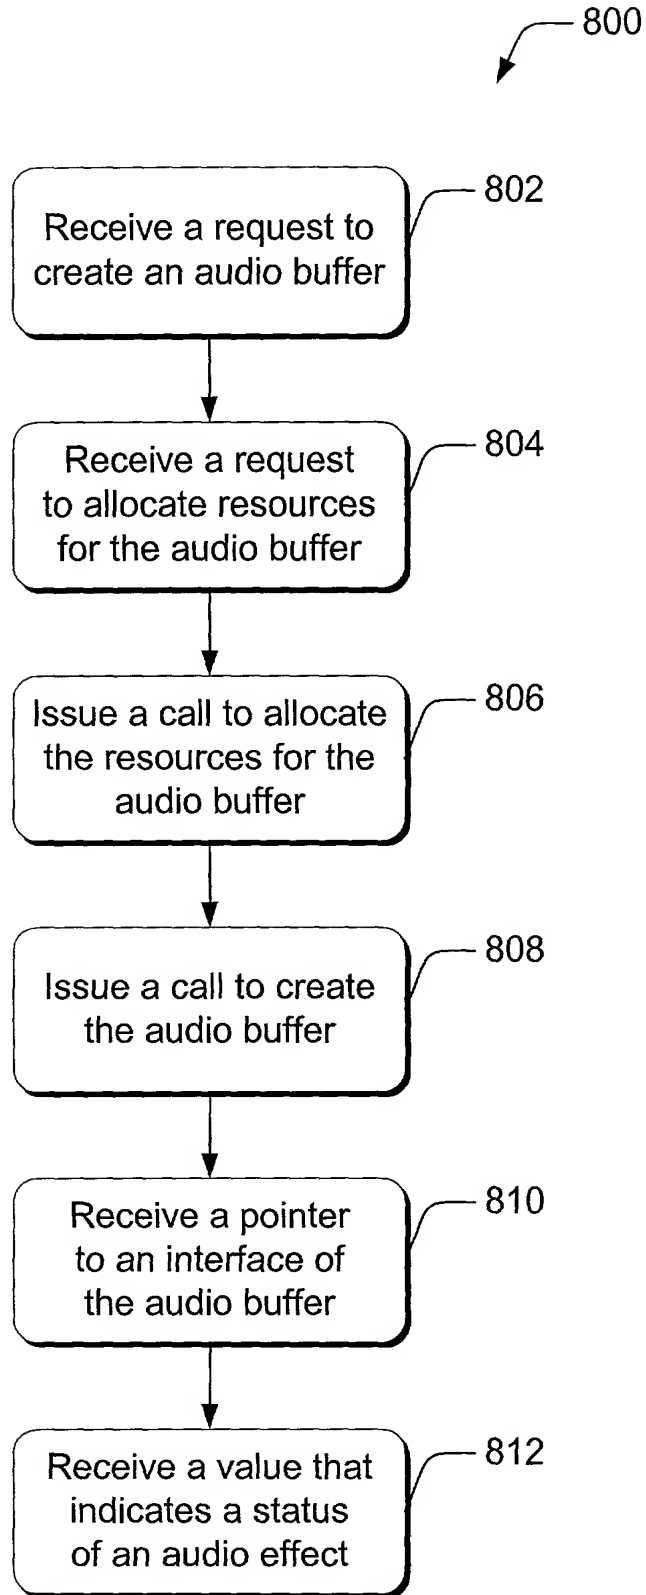 800
Receive a request to
create an audio buffer
802
Receive a request
to allocate resources
for the audio buffer
804
Issue a call to allocate
the resources for the
audio buffer
806
Issue a call to create
the audio buffer
808
Receive a pointer
to an interface of
the audio buffer
810
Receive a value that
indicates a status
of an audio effect
812